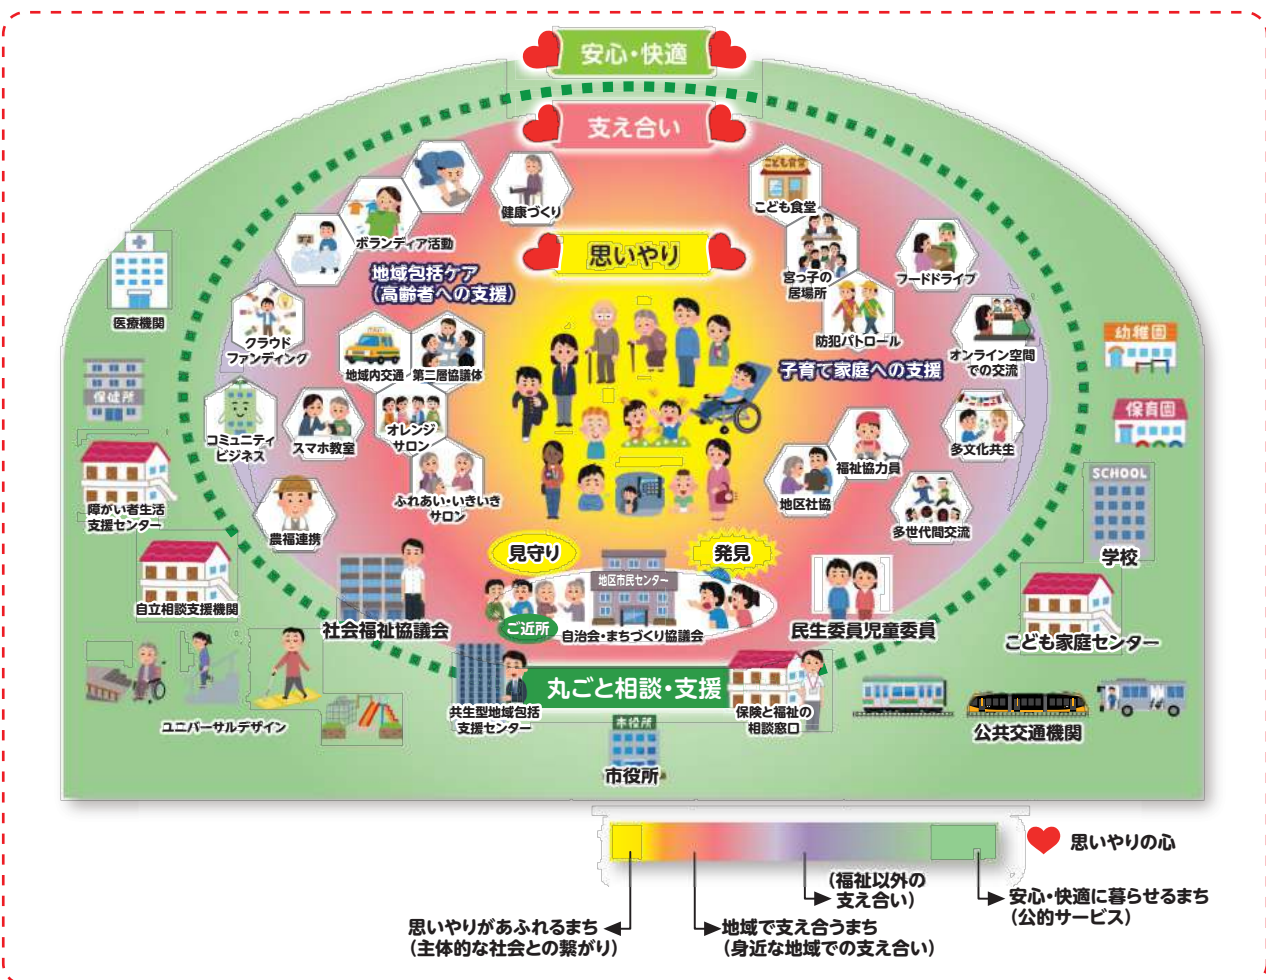 安心・快適
支え合い
思いやり
健康づくり
ボランティア活動
地域包括ケア
(高齢者への支援)
クラウド
ファンディング
地域内交通
第二層協議体
コミュニティ
ビジネス
スマホ教室
オレンジ
サロン
ふれあい・いきいき
サロン
農福連携
こども食堂
こども食堂
宮っ子の
居場所
フードドライブ
防犯パトロール
オンライン空間
での交流
子育て家庭への支援
多文化共生
福祉協力員
地区社協
多世代間交流
医療機関
保健所
障がい者生活
支援センター
自立相談支援機関
ユニバーサルデザイン
幼稚園
保育園
SCHOOL
学校
こども家庭センター
公共交通機関
見守り
発見
地区市民センター
ご近所
自治会・まちづくり協議会
社会福祉協議会
民生委員児童委員
丸ごと相談・支援
共生型地域包括
支援センター
保険と福祉の
相談窓口
市役所
市役所
思いやりの心
(福祉以外の
支え合い)
安心・快適に暮らせるまち
(公的サービス)
思いやりがあふれるまち
(主体的な社会との繋がり)
地域で支え合うまち
(身近な地域での支え合い)